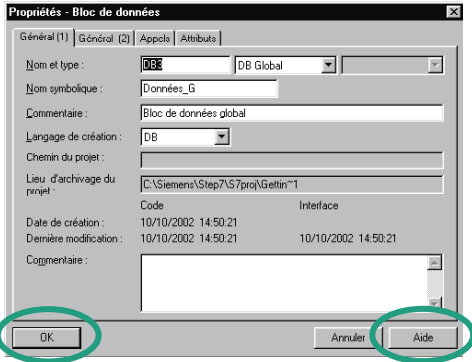 Propriétés - Bloc de données
Général (1) Général (2) Appels Attributs
Nom et type : DB3 DB Global
Nom symbolique : Données_G
Commentaire : Bloc de données global
Langage de création : DB
Chemin du projet :
Lieu d'archivage du
projet : C:\Siemens\Step7\S7proj\Gettin~1
Code Interface
Date de création : 10/10/2002 14:50:21
Dernière modification : 10/10/2002 14:50:21 10/10/2002 14:50:21
Commentaire :
OK Annuler Aide